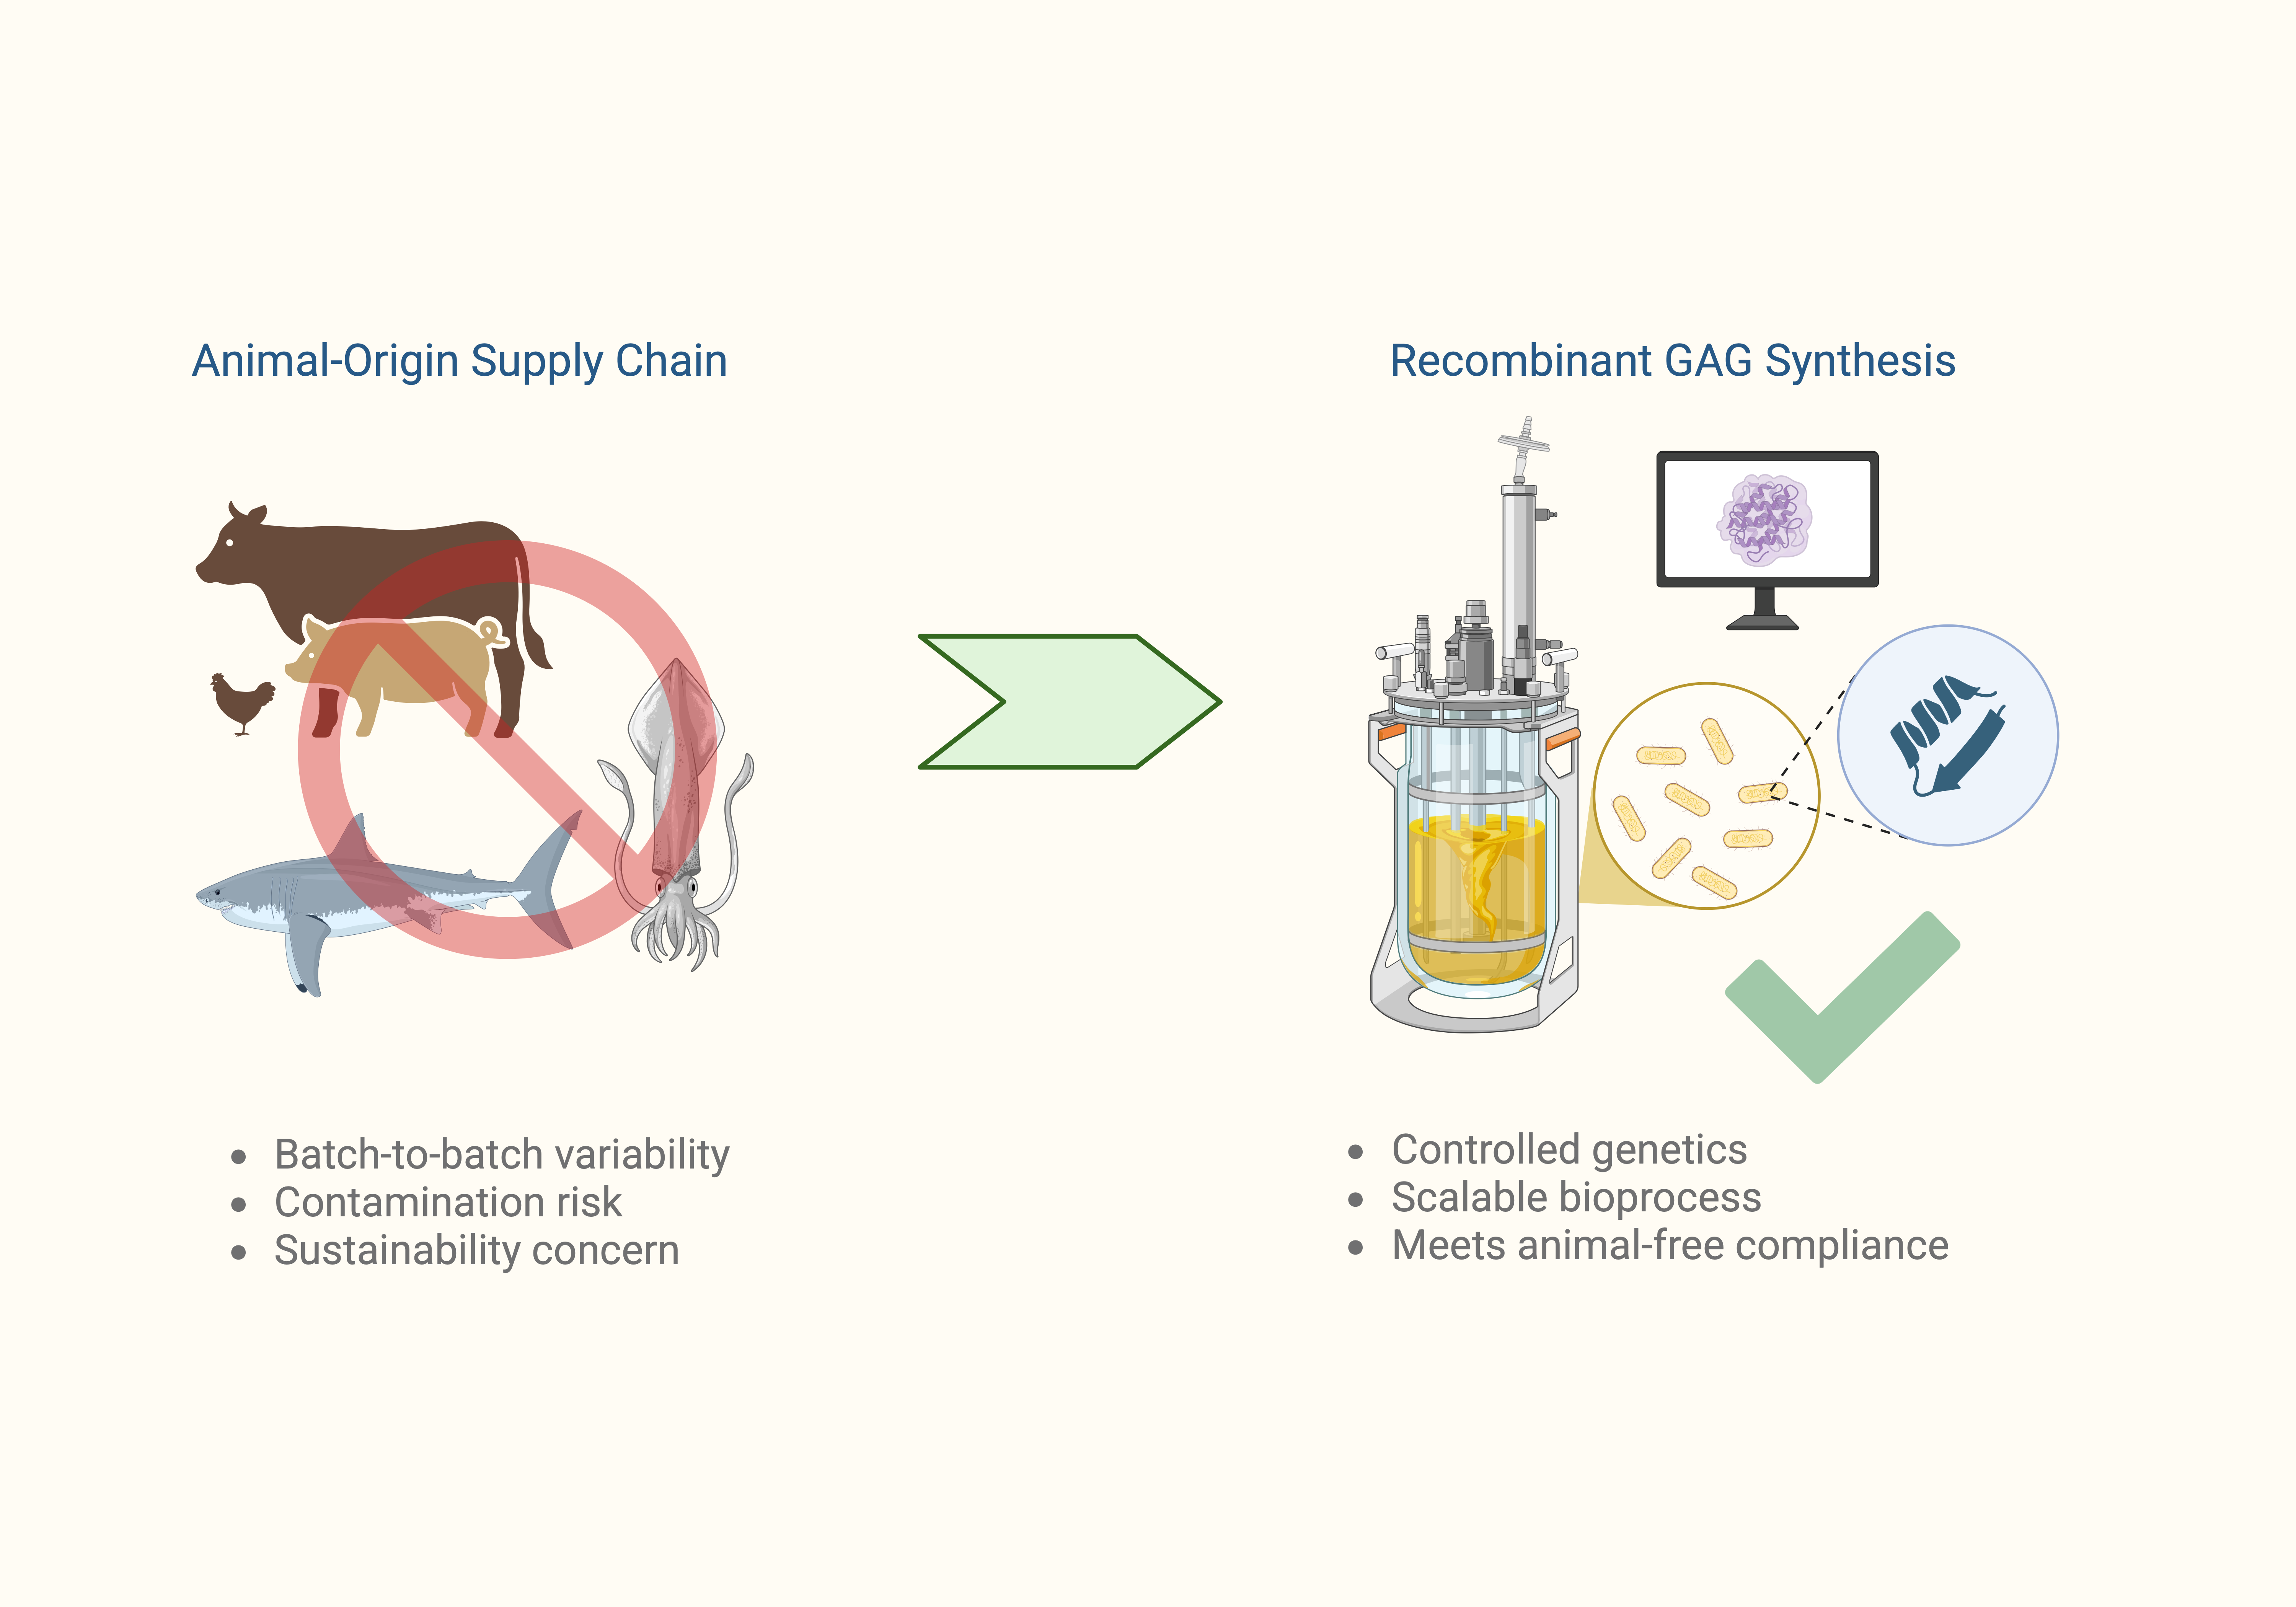 Animal-Origin Supply Chain
Batch-to-batch variability
Contamination risk
Sustainability concern
Recombinant GAG Synthesis
Controlled genetics
Scalable bioprocess
Meets animal-free compliance